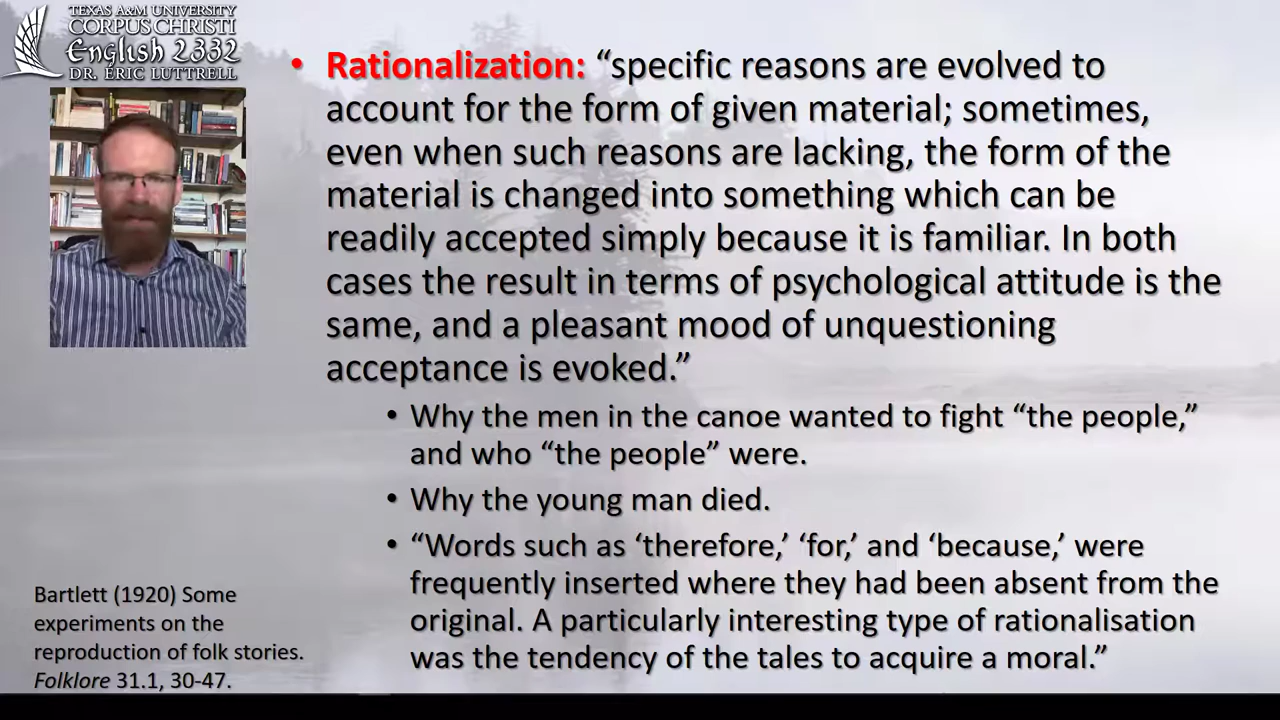 TEXAS A&M UNIVERSITY
CORPUS CHRISTI
English 2332
DR. ERIC LUTTRELL
• Rationalization: “specific reasons are evolved to
account for the form of given material; sometimes,
even when such reasons are lacking, the form of the
material is changed into something which can be
readily accepted simply because it is familiar. In both
cases the result in terms of psychological attitude is the
same, and a pleasant mood of unquestioning
acceptance is evoked.”
• Why the men in the canoe wanted to fight “the people,”
and who “the people” were.
• Why the young man died.
• “Words such as ‘therefore,’ ‘for,’ and ‘because,’ were
frequently inserted where they had been absent from the
original. A particularly interesting type of rationalisation
was the tendency of the tales to acquire a moral.”
Bartlett (1920) Some
experiments on the
reproduction of folk stories.
Folklore 31.1, 30-47.